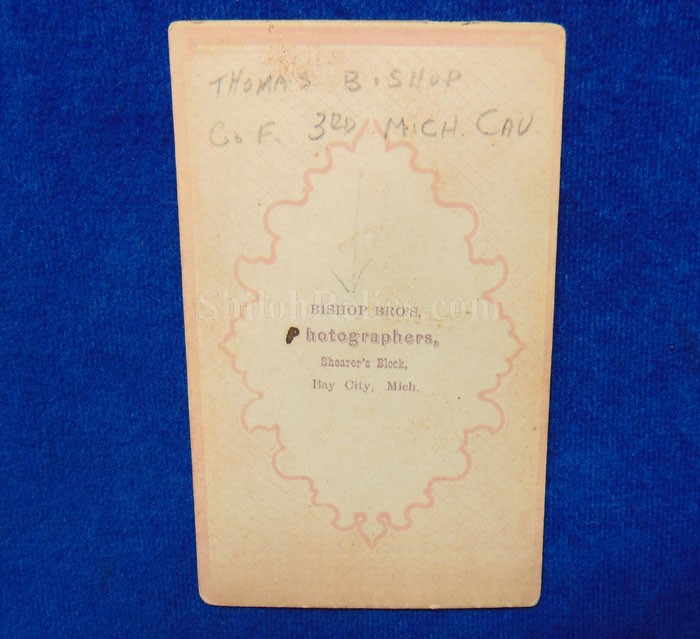 THOMAS BISHOP
Co F. 3RD MICH. CAV.
ShilohRelics.com
BISHOP BRO'S,
Photographers,
Shearer's Block,
Bay City, Mich.